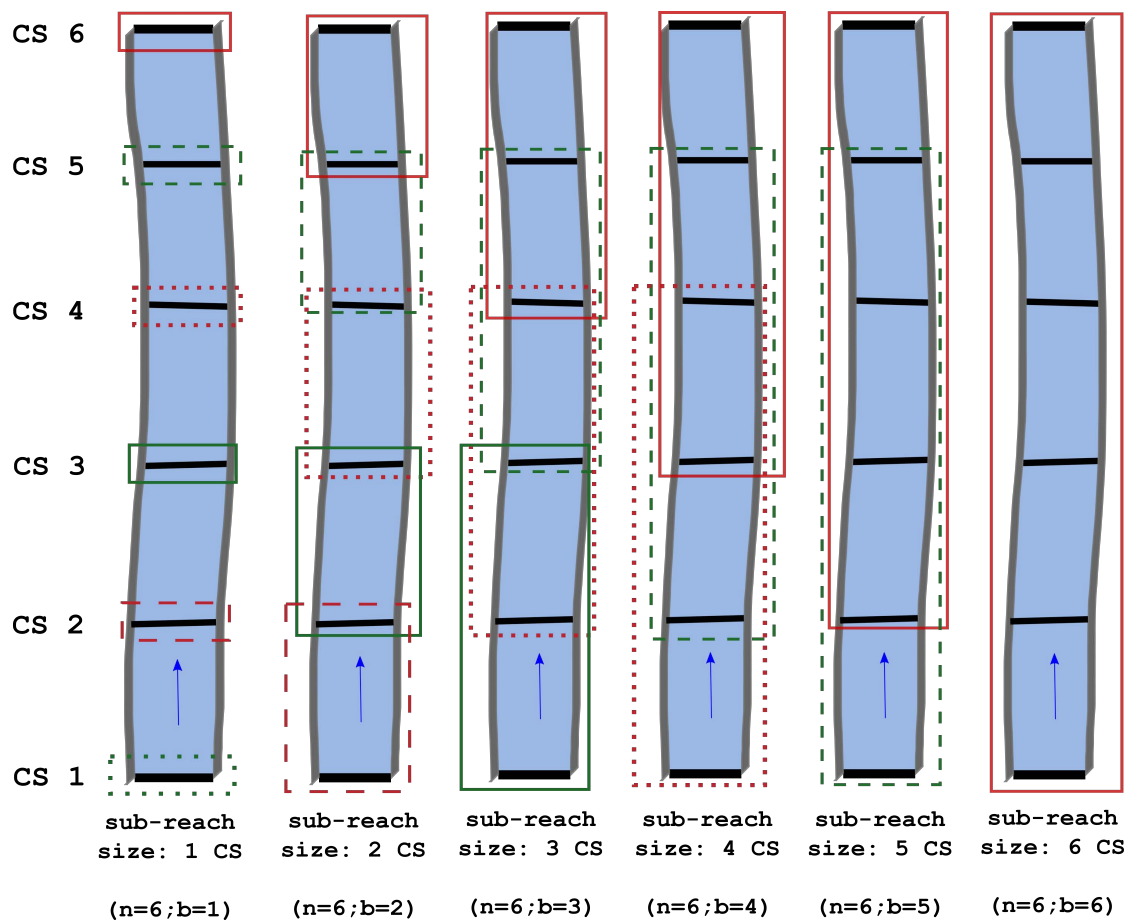 CS 6
CS 5
CS 4
CS 3
CS 2
CS 1
sub-reach
size: 1 CS
(n=6;b=1)
sub-reach
size: 2 CS
(n=6;b=2)
sub-reach
size: 3 CS
(n=6;b=3)
sub-reach
size: 4 CS
(n=6;b=4)
sub-reach
size: 5 CS
(n=6;b=5)
sub-reach
size: 6 CS
(n=6;b=6)